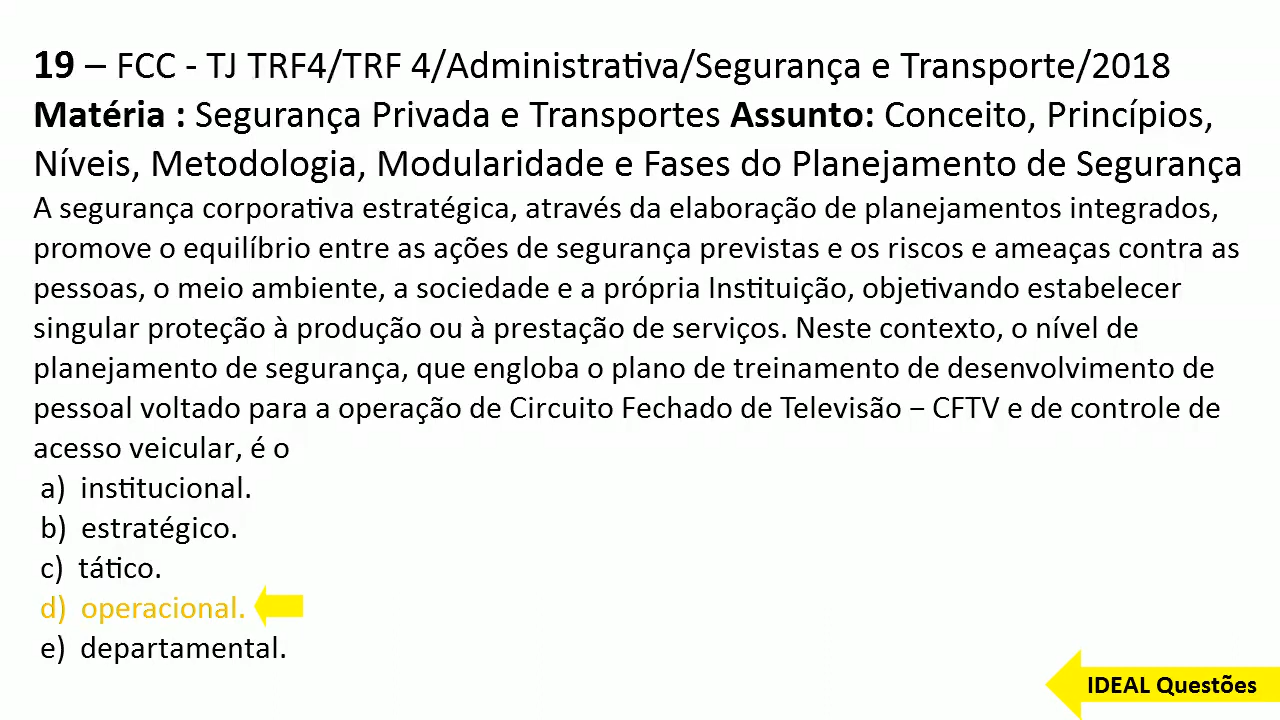 19 – FCC - TJ TRF4/TRF 4/Administrativa/Segurança e Transporte/2018
Matéria : Segurança Privada e Transportes Assunto: Conceito, Princípios,
Níveis, Metodologia, Modularidade e Fases do Planejamento de Segurança
A segurança corporativa estratégica, através da elaboração de planejamentos integrados,
promove o equilíbrio entre as ações de segurança previstas e os riscos e ameaças contra as
pessoas, o meio ambiente, a sociedade e a própria Instituição, objetivando estabelecer
singular proteção à produção ou à prestação de serviços. Neste contexto, o nível de
planejamento de segurança, que engloba o plano de treinamento de desenvolvimento de
pessoal voltado para a operação de Circuito Fechado de Televisão − CFTV e de controle de
acesso veicular, é o
a) institucional.
b) estratégico.
c) tático.
d) operacional.
e) departamental.
IDEAL Questões